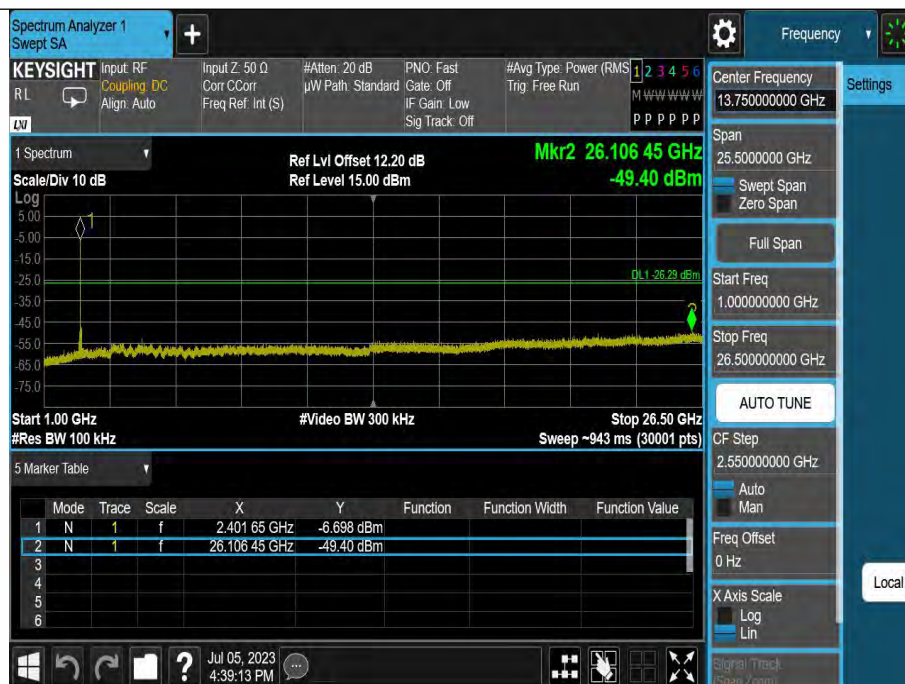 Spectrum Analyzer 1
Swept SA
+
Frequency
KEYSIGHT
RL
LXI
Input: RF
Coupling: DC
Align: Auto
Input Z: 50 Ω
Corr CCorr
Freq Ref: Int (S)
#Atten: 20 dB
µW Path: Standard
PNO: Fast
Gate: Off
IF Gain: Low
Sig Track: Off
#Avg Type: Power (RMS
Trig: Free Run
1 2 3 4 5 6
M W W W W W
P P P P P P
1 Spectrum
Scale/Div 10 dB
Ref Lvl Offset 12.20 dB
Ref Level 15.00 dBm
Mkr2 26.106 45 GHz
-49.40 dBm
Log
5.00
-5.00
-15.0
-25.0
-35.0
-45.0
-55.0
-65.0
-75.0
1
DL1 -26.29 dBm
2
Start 1.00 GHz
#Res BW 100 kHz
#Video BW 300 kHz
Stop 26.50 GHz
Sweep ~943 ms (30001 pts)
5 Marker Table
Mode Trace Scale X Y Function Function Width Function Value
1 N 1 f 2.401 65 GHz -6.698 dBm
2 N 1 f 26.106 45 GHz -49.40 dBm
3
4
5
6
?
Jul 05, 2023
4:39:13 PM
Center Frequency
13.750000000 GHz
Span
25.5000000 GHz
Swept Span
Zero Span
Full Span
Start Freq
1.000000000 GHz
Stop Freq
26.500000000 GHz
AUTO TUNE
CF Step
2.550000000 GHz
Auto
Man
Freq Offset
0 Hz
X Axis Scale
Log
Lin
Signal Track
(Span Zoom)
Settings
Local